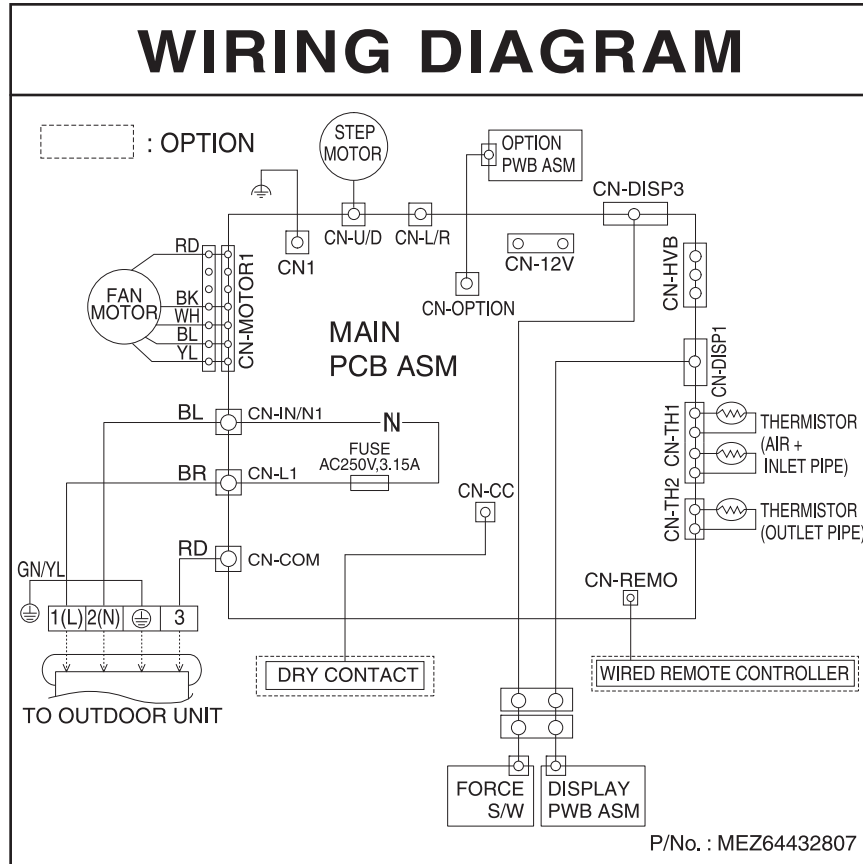 WIRING DIAGRAM
: OPTION
STEP
MOTOR
OPTION
PWB ASM
CN-DISP3
RD
FAN
MOTOR
BK
WH
BL
YL
CN-MOTOR1
CN1
CN-U/D
CN-L/R
CN-12V
CN-OPTION
CN-HVB
MAIN
PCB ASM
CN-DISP1
BL
CN-IN/N1
N
FUSE
AC250V,3.15A
BR
CN-L1
CN-CC
CN-TH1
THERMISTOR
(AIR +
INLET PIPE)
CN-TH2
THERMISTOR
(OUTLET PIPE)
RD
CN-COM
GN/YL
1(L) 2(N) 3
CN-REMO
DRY CONTACT
WIRED REMOTE CONTROLLER
TO OUTDOOR UNIT
FORCE
S/W
DISPLAY
PWB ASM
P/No. : MEZ64432807